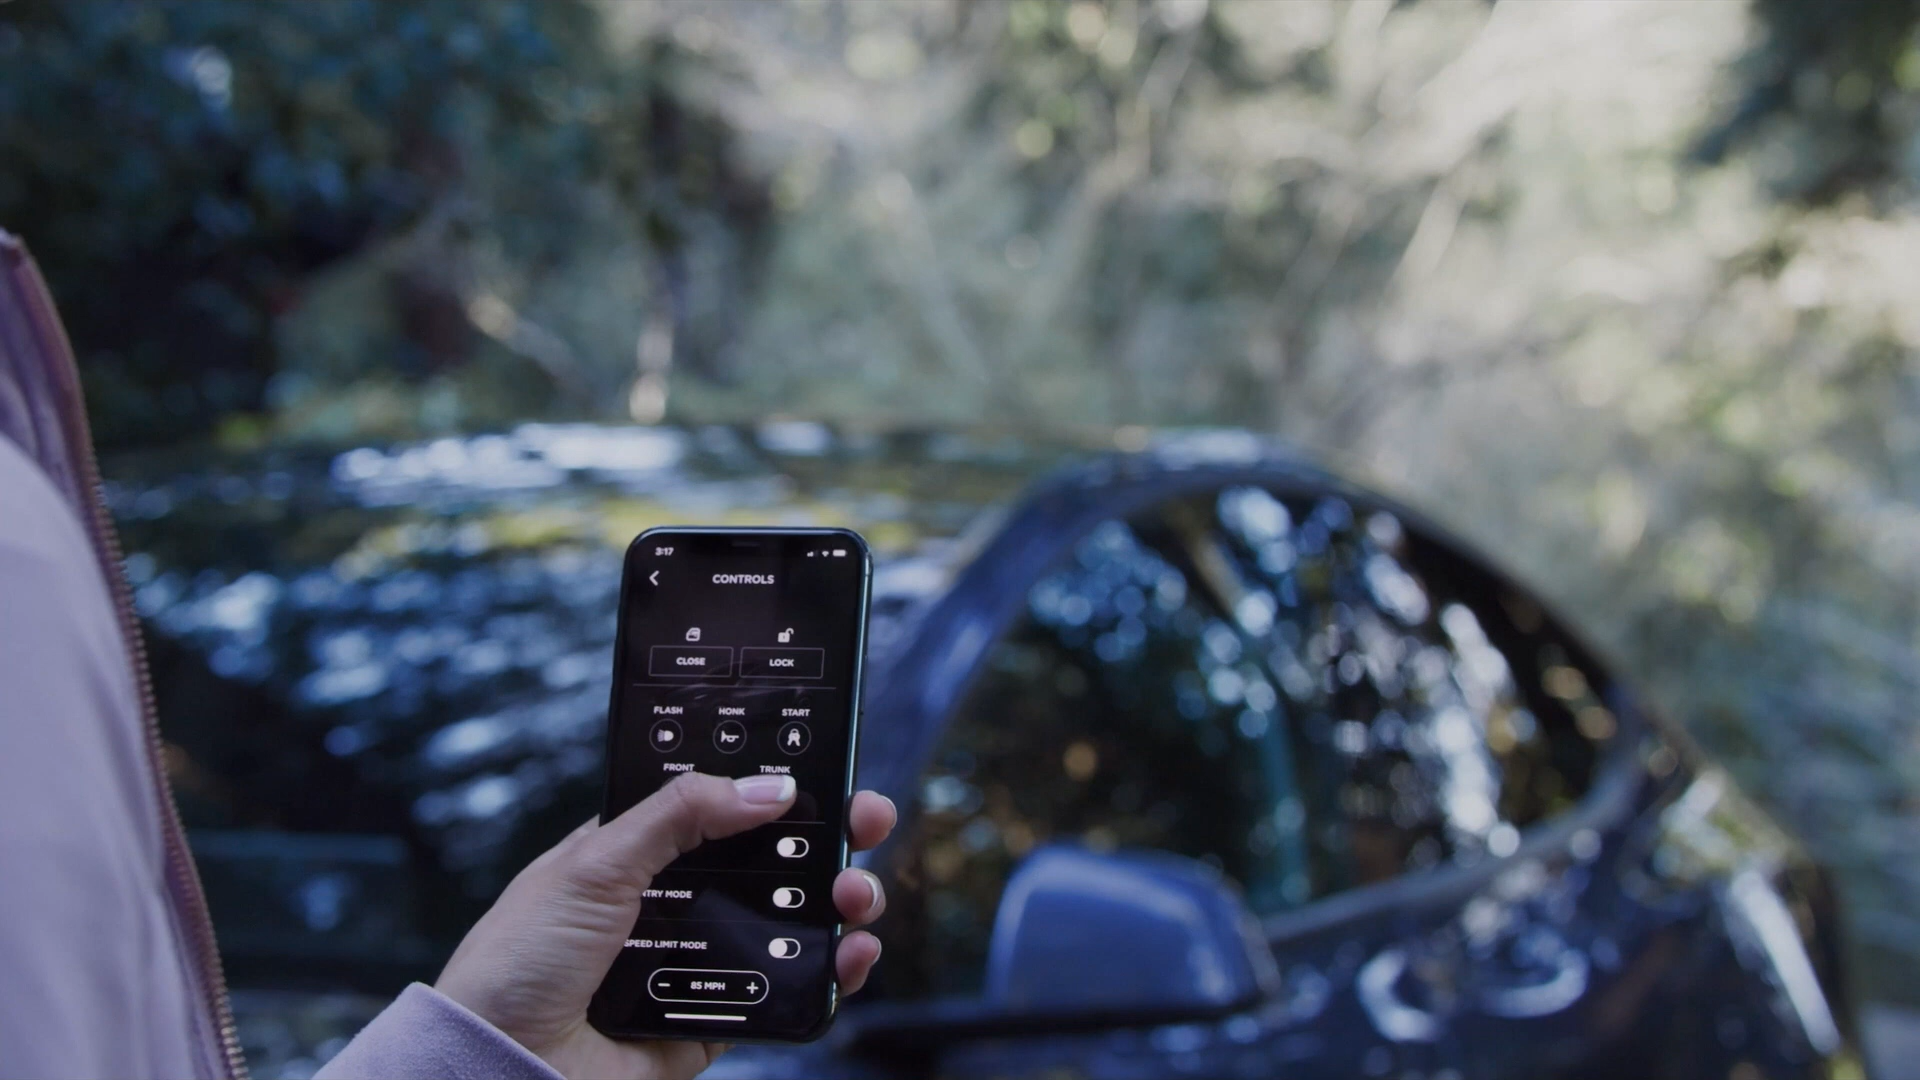 3:17
CONTROLS
CLOSE LOCK
FLASH HONK START
FRONT TRUNK
NTRY MODE
SPEED LIMIT MODE
− 85 MPH +